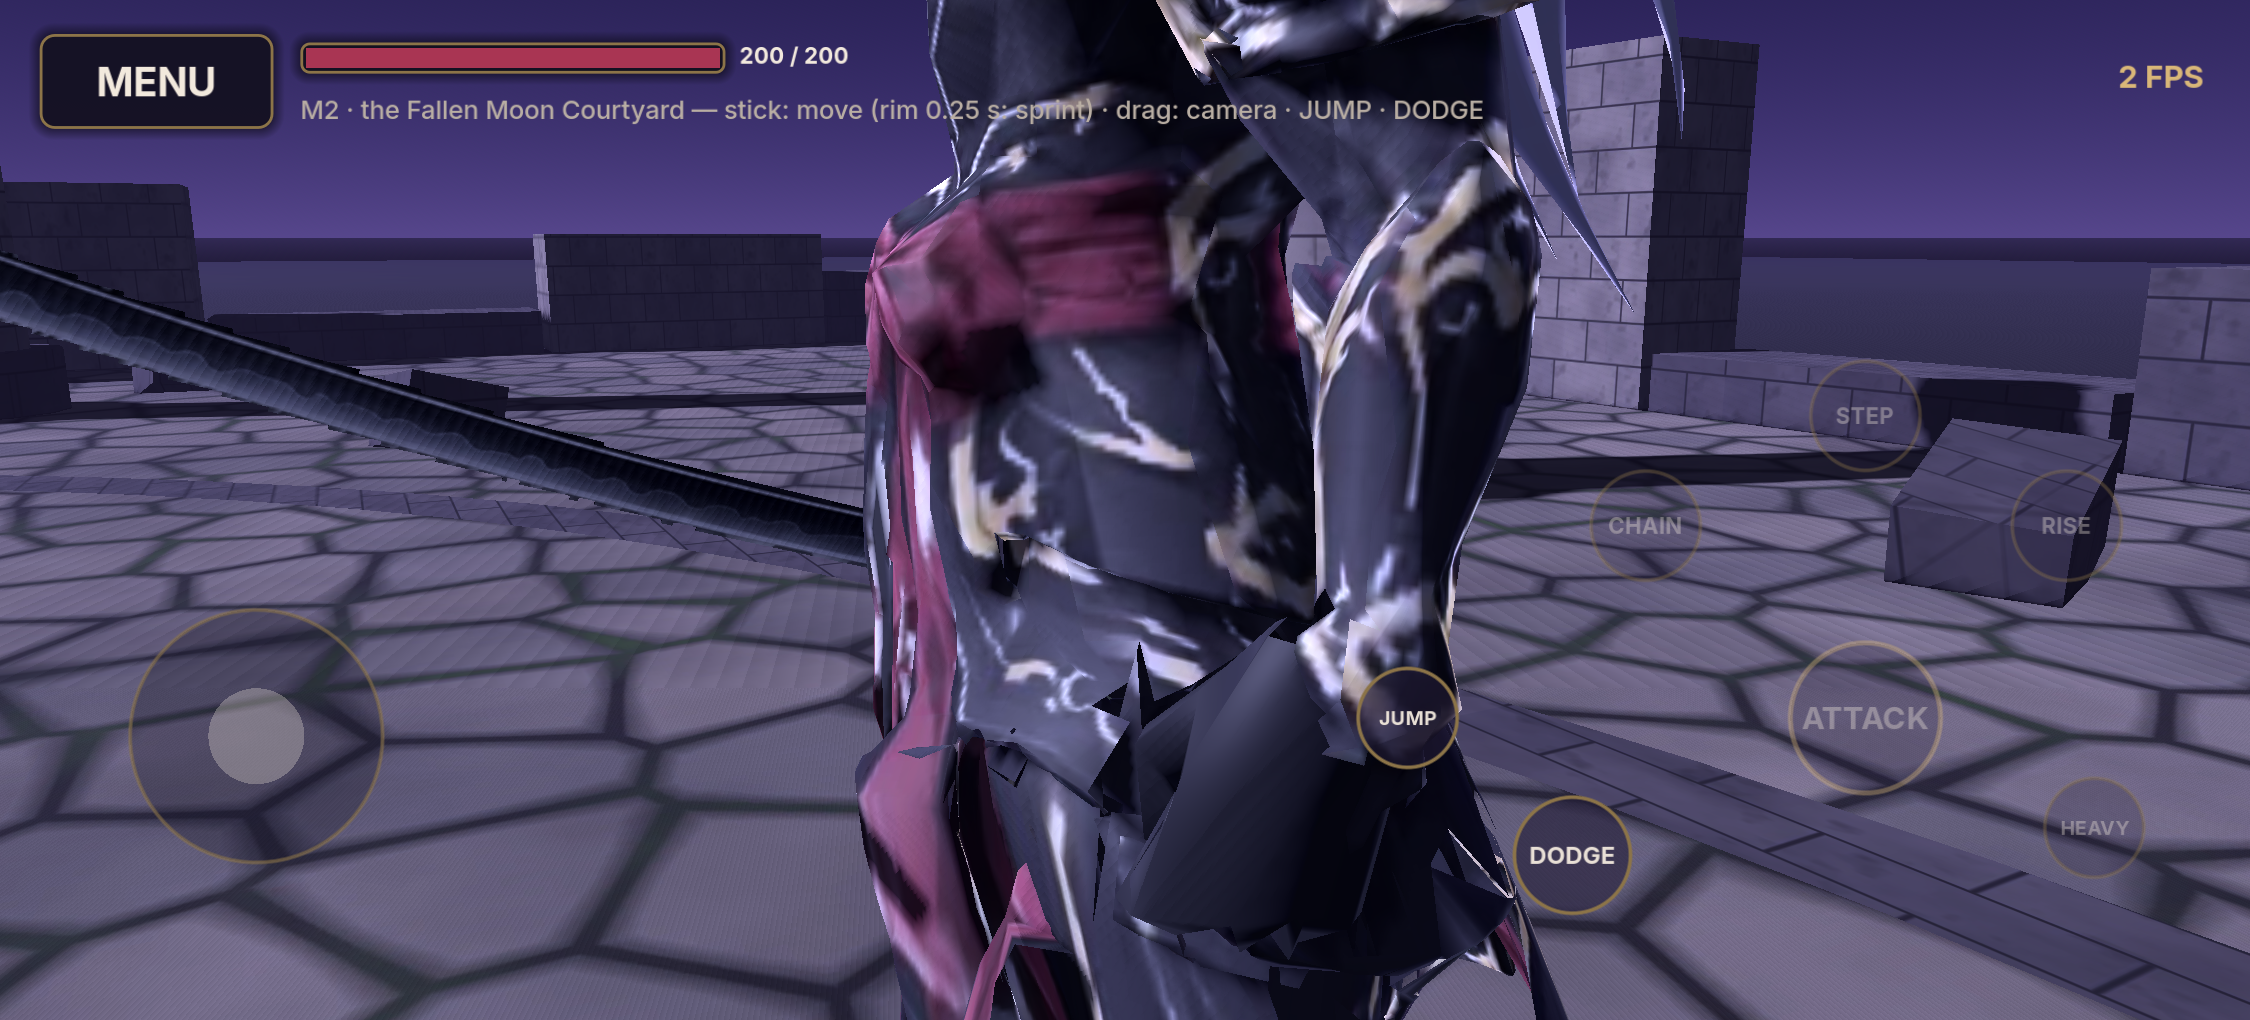 MENU
200 / 200
2 FPS
M2 · the Fallen Moon Courtyard — stick: move (rim 0.25 s: sprint) · drag: camera · JUMP · DODGE
STEP
CHAIN
RISE
JUMP
ATTACK
HEAVY
DODGE